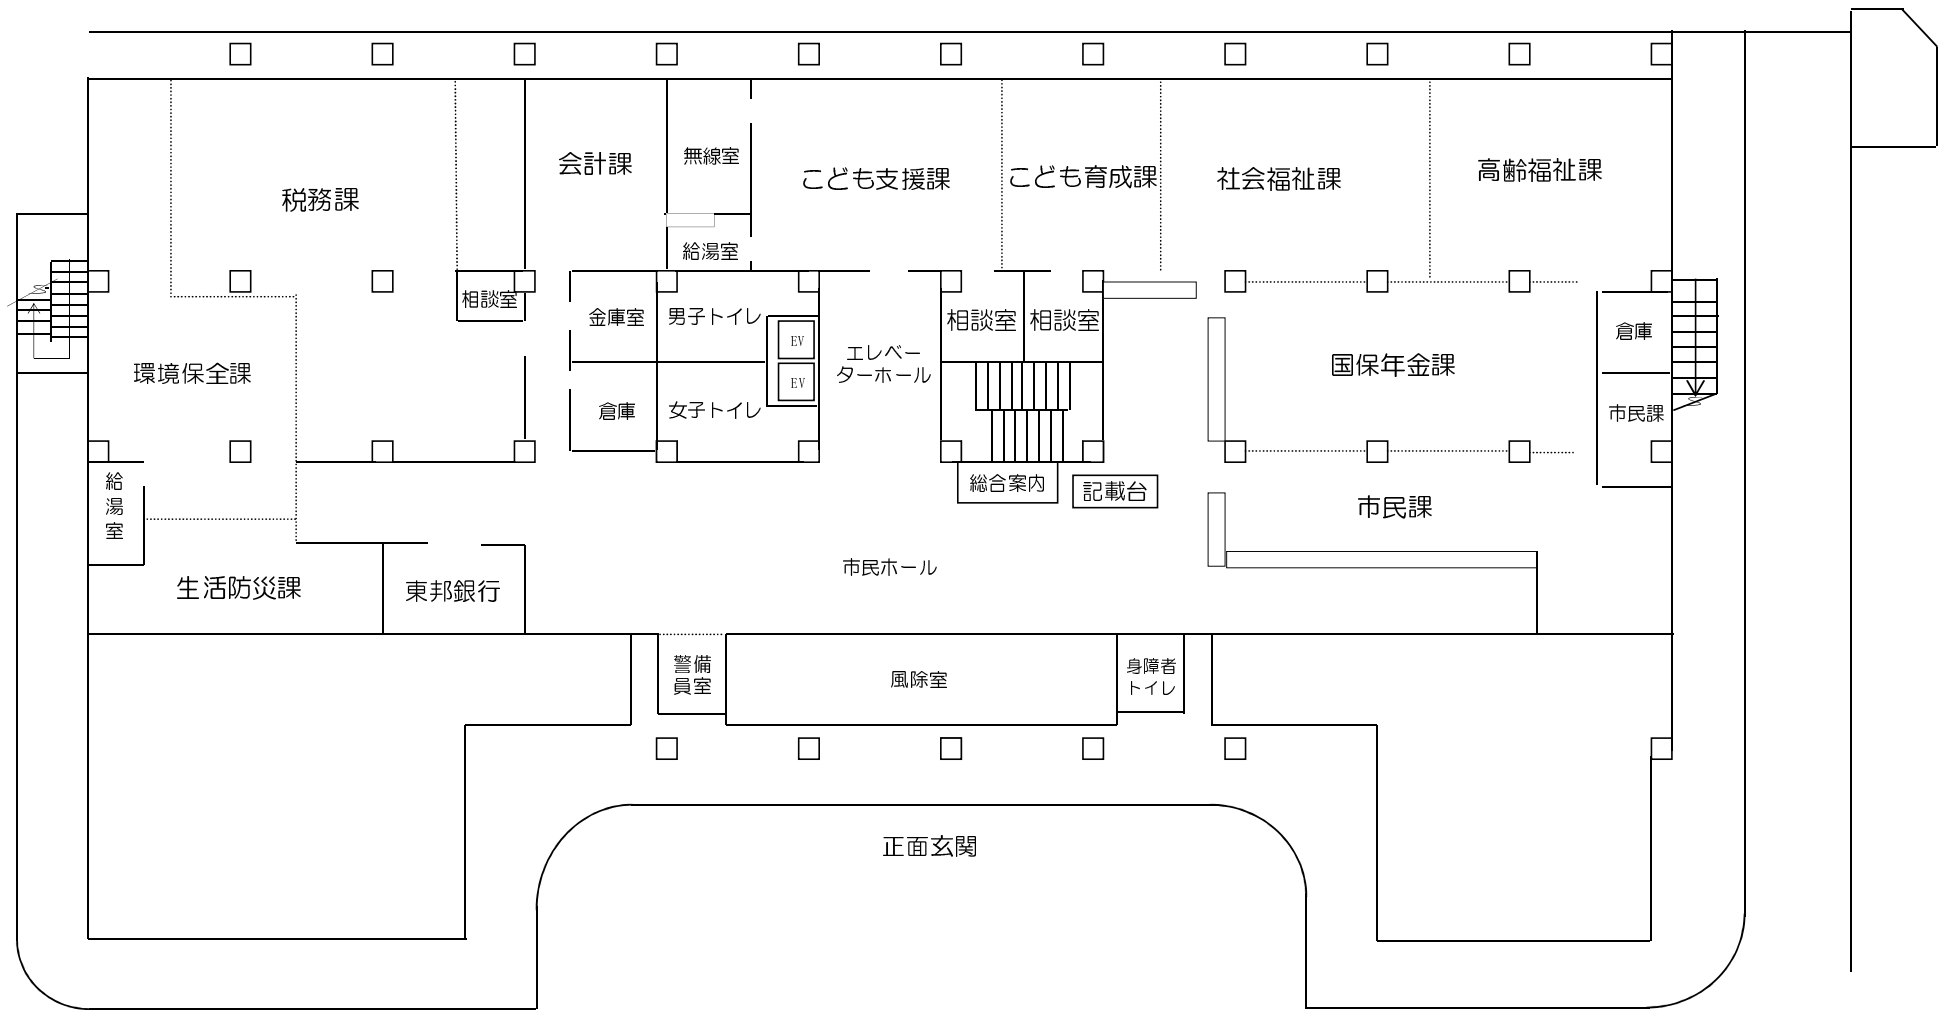 会計課
無線室
税務課
こども支援課
こども育成課
社会福祉課
高齢福祉課
給湯室
相談室
金庫室
男子トイレ
EV
EV
エレベー
ターホール
相談室
相談室
国保年金課
倉庫
環境保全課
倉庫
女子トイレ
市民課
給
湯
室
総合案内
記載台
市民課
生活防災課
東邦銀行
市民ホール
警備
員室
風除室
身障者
トイレ
正面玄関